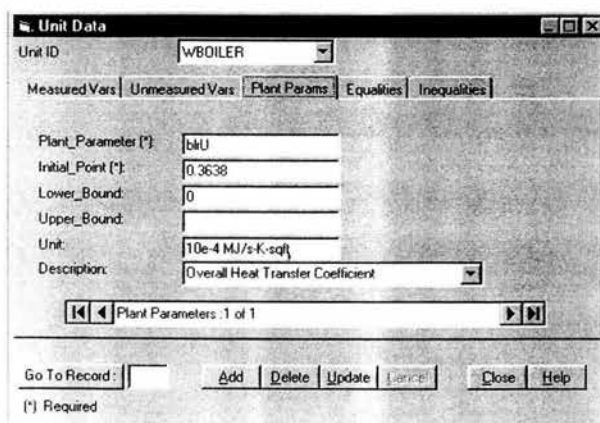 Unit Data
Unit ID WBOILER
Measured Vars Unmeasured Vars Plant Params Equalities Inequalities
Plant_Parameter (*): blrU
Initial_Point (*): 0.3638
Lower_Bound: 0
Upper_Bound:
Unit: 10e-4 MJ/s-K-sqft
Description: Overall Heat Transfer Coefficient
Plant Parameters :1 of 1
Go To Record : Add Delete Update Cancel Close Help
(*) Required